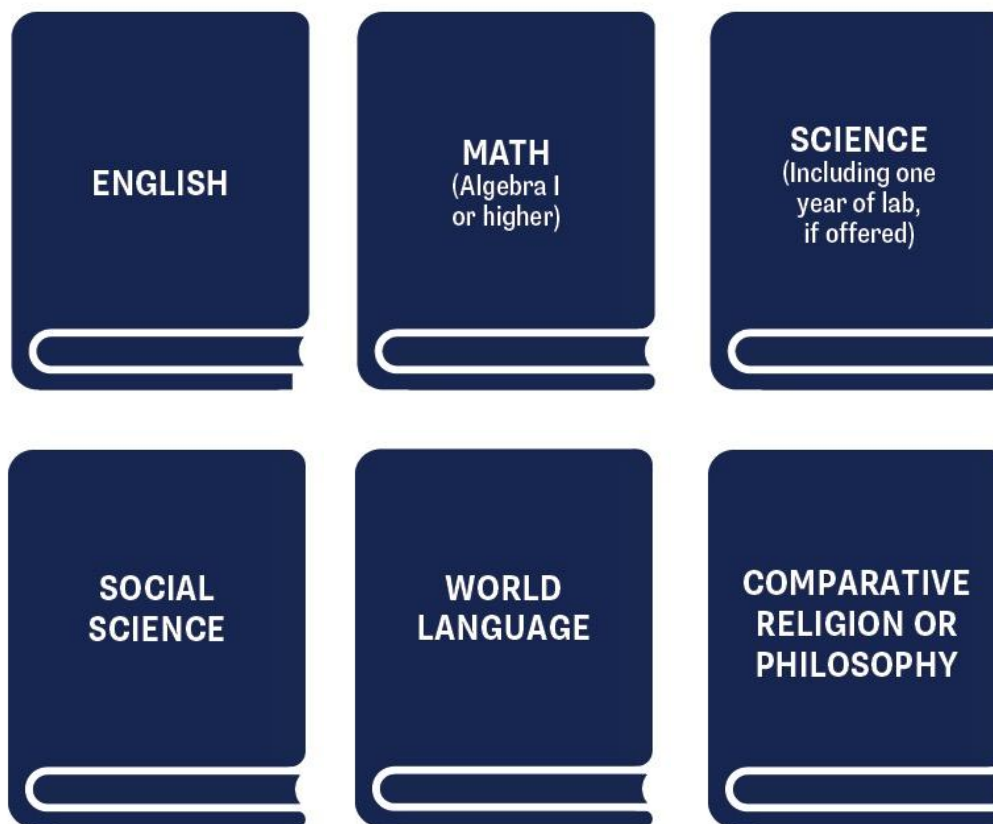 ENGLISH
MATH
(Algebra I
or higher)
SCIENCE
(Including one
year of lab,
if offered)
SOCIAL
SCIENCE
WORLD
LANGUAGE
COMPARATIVE
RELIGION OR
PHILOSOPHY